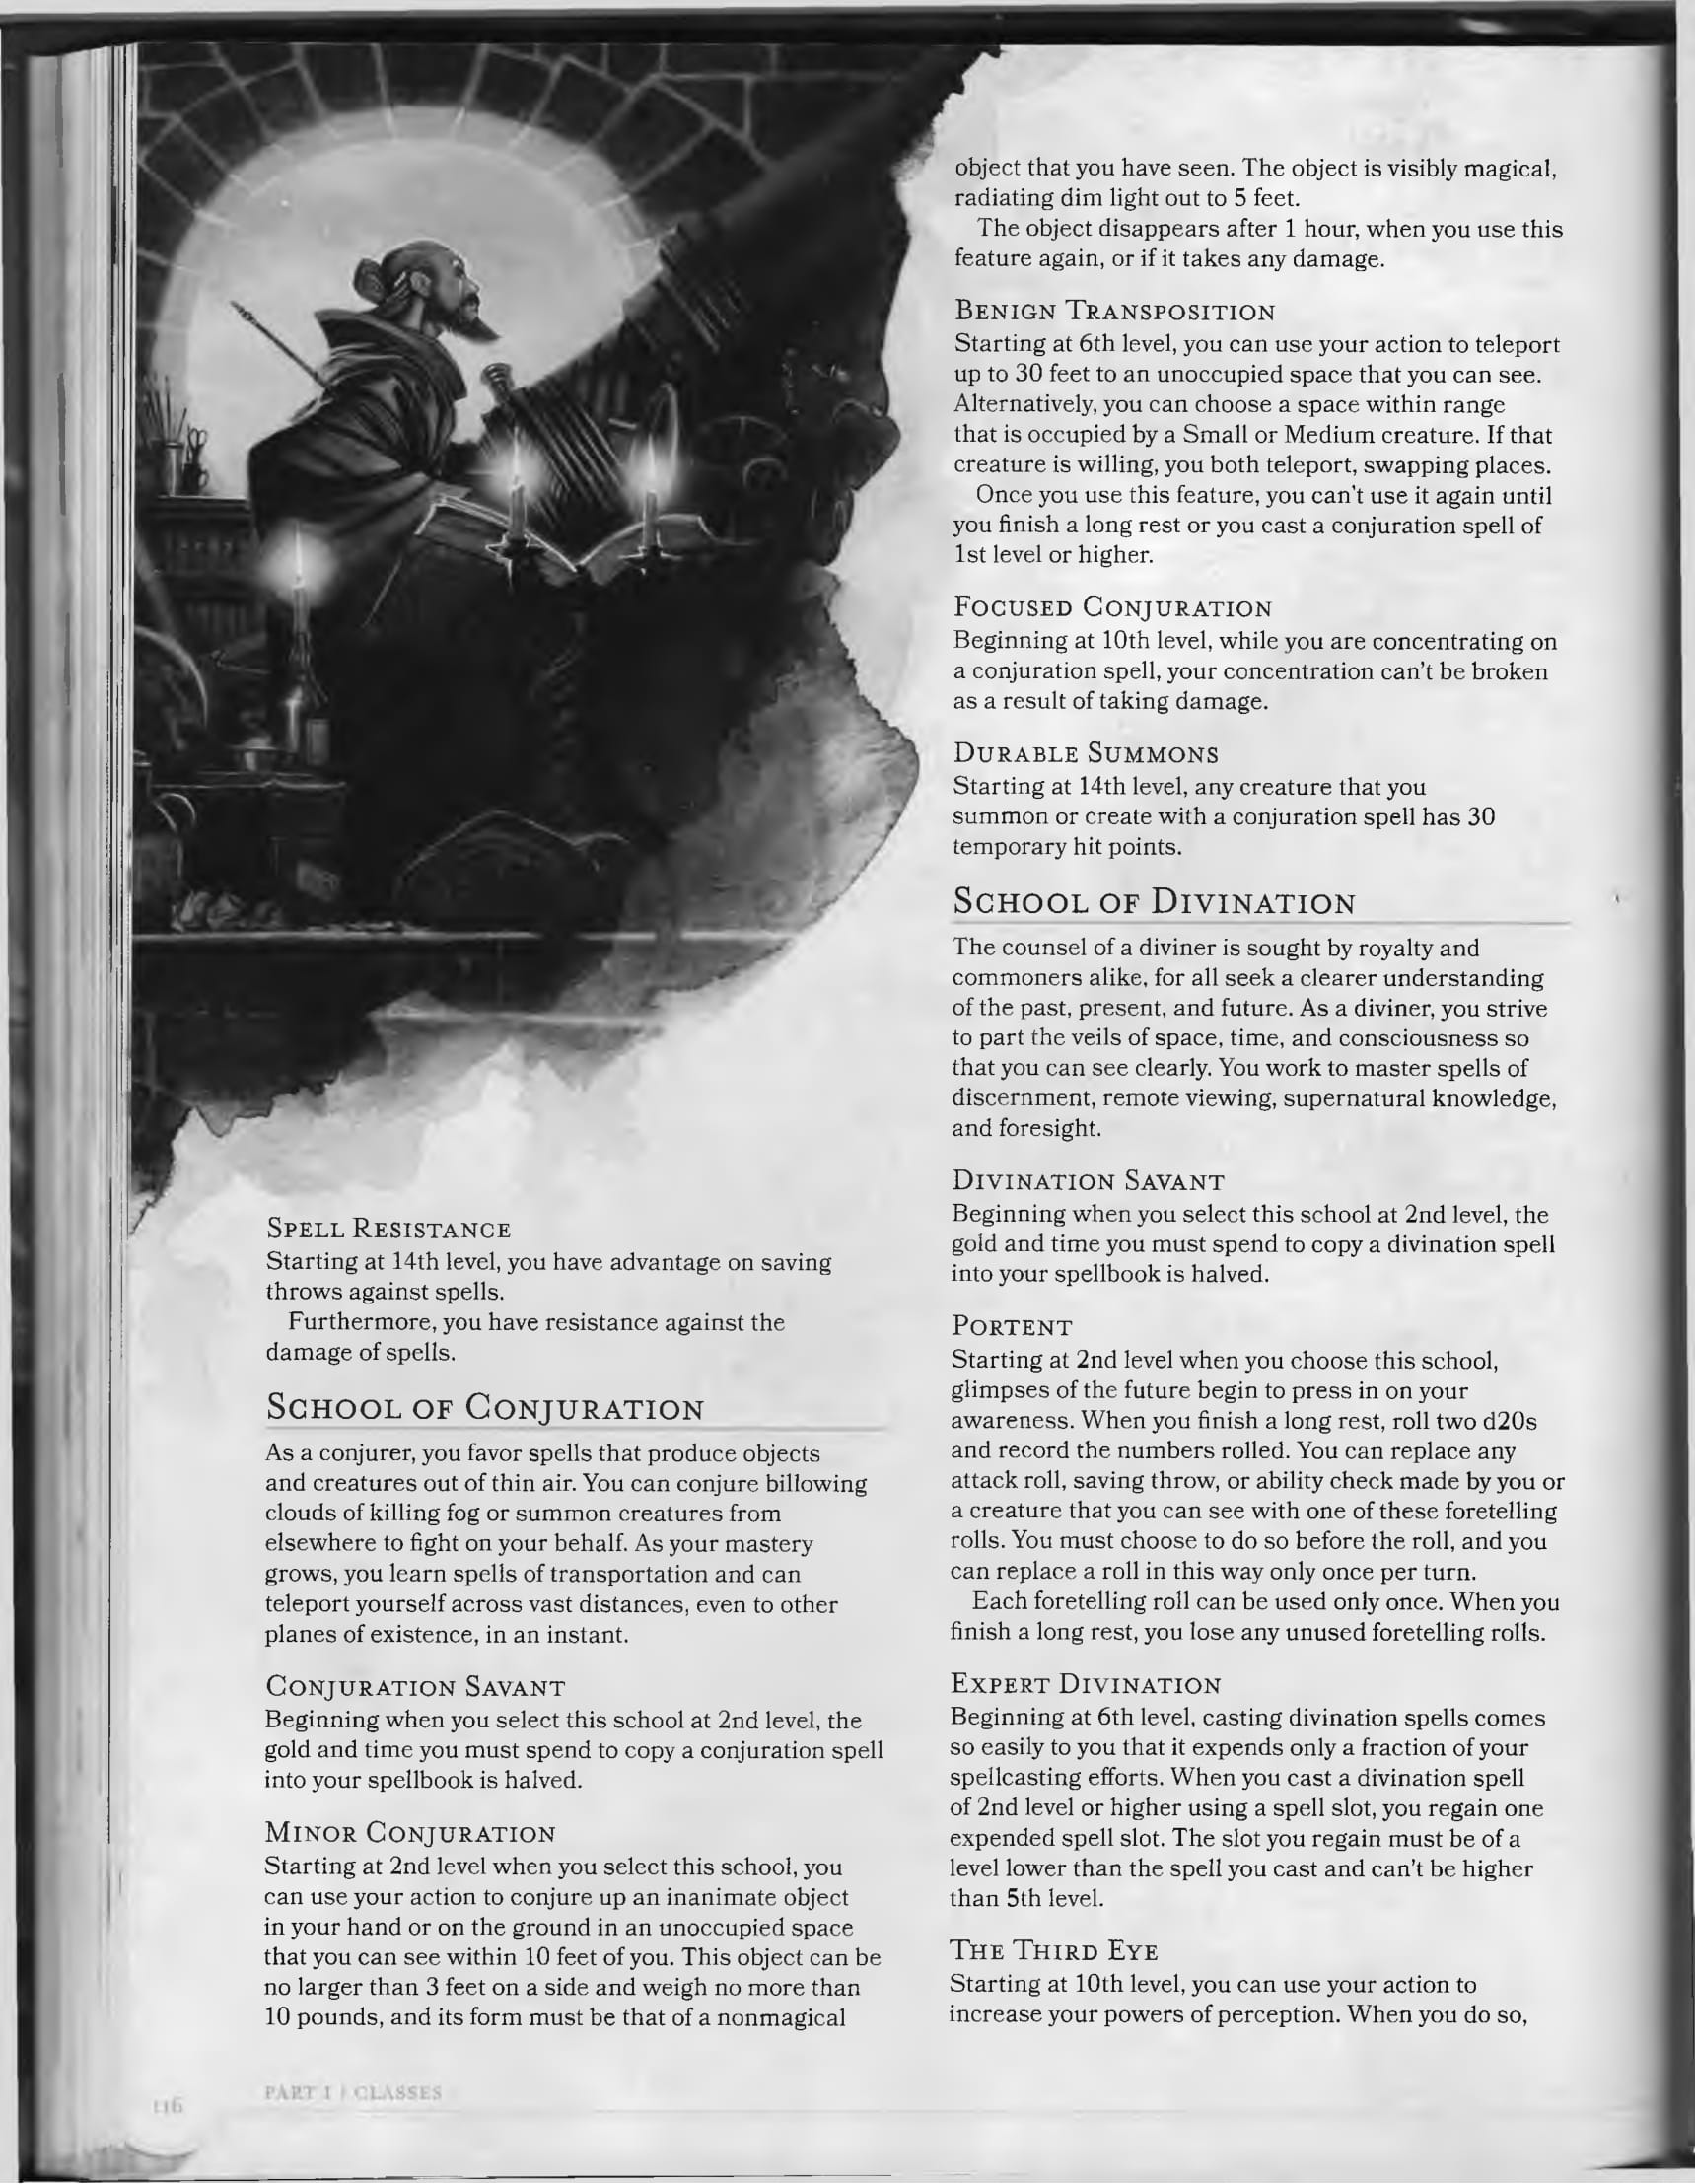 SPELL RESISTANCE
Starting at 14th level, you have advantage on saving
throws against spells.
Furthermore, you have resistance against the
damage of spells.
SCHOOL OF CONJURATION
As a conjurer, you favor spells that produce objects
and creatures out of thin air. You can conjure billowing
clouds of killing fog or summon creatures from
elsewhere to fight on your behalf. As your mastery
grows, you learn spells of transportation and can
teleport yourself across vast distances, even to other
planes of existence, in an instant.
CONJURATION SAVANT
Beginning when you select this school at 2nd level, the
gold and time you must spend to copy a conjuration spell
into your spellbook is halved.
MINOR CONJURATION
Starting at 2nd level when you select this school, you
can use your action to conjure up an inanimate object
in your hand or on the ground in an unoccupied space
that you can see within 10 feet of you. This object can be
no larger than 3 feet on a side and weigh no more than
10 pounds, and its form must be that of a nonmagical
object that you have seen. The object is visibly magical,
radiating dim light out to 5 feet.
The object disappears after 1 hour, when you use this
feature again, or if it takes any damage.
BENIGN TRANSPOSITION
Starting at 6th level, you can use your action to teleport
up to 30 feet to an unoccupied space that you can see.
Alternatively, you can choose a space within range
that is occupied by a Small or Medium creature. If that
creature is willing, you both teleport, swapping places.
Once you use this feature, you can't use it again until
you finish a long rest or you cast a conjuration spell of
1st level or higher.
FOCUSED CONJURATION
Beginning at 10th level, while you are concentrating on
a conjuration spell, your concentration can't be broken
as a result of taking damage.
DURABLE SUMMONS
Starting at 14th level, any creature that you
summon or create with a conjuration spell has 30
temporary hit points.
SCHOOL OF DIVINATION
The counsel of a diviner is sought by royalty and
commoners alike, for all seek a clearer understanding
of the past, present, and future. As a diviner, you strive
to part the veils of space, time, and consciousness so
that you can see clearly. You work to master spells of
discernment, remote viewing, supernatural knowledge,
and foresight.
DIVINATION SAVANT
Beginning when you select this school at 2nd level, the
gold and time you must spend to copy a divination spell
into your spellbook is halved.
PORTENT
Starting at 2nd level when you choose this school,
glimpses of the future begin to press in on your
awareness. When you finish a long rest, roll two d20s
and record the numbers rolled. You can replace any
attack roll, saving throw, or ability check made by you or
a creature that you can see with one of these foretelling
rolls. You must choose to do so before the roll, and you
can replace a roll in this way only once per turn.
Each foretelling roll can be used only once. When you
finish a long rest, you lose any unused foretelling rolls.
EXPERT DIVINATION
Beginning at 6th level, casting divination spells comes
so easily to you that it expends only a fraction of your
spellcasting efforts. When you cast a divination spell
of 2nd level or higher using a spell slot, you regain one
expended spell slot. The slot you regain must be of a
level lower than the spell you cast and can't be higher
than 5th level.
THE THIRD EYE
Starting at 10th level, you can use your action to
increase your powers of perception. When you do so,
116
PART I | CLASSES